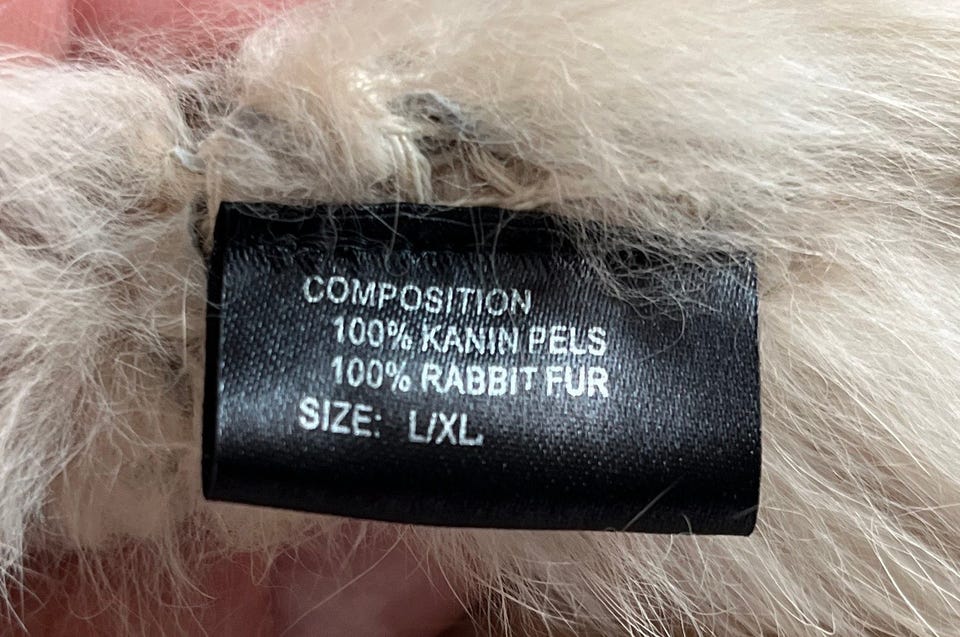 COMPOSITION
100% KANIN PELS
100% RABBIT FUR
SIZE: L/XL